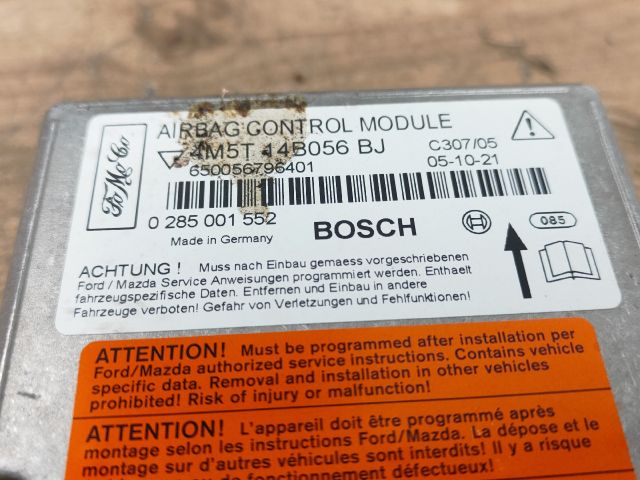 FoMoCo
AIRBAG CONTROL MODULE
4M5T 14B056 BJ
C307/05
650056796401
05-10-21
0 285 001 552
Made in Germany
BOSCH
085
ACHTUNG ! Muss nach Einbau gemaess vorgeschriebenen
Ford / Mazda Service Anweisungen programmiert werden. Enthaelt
fahrzeugspezifische Daten. Entfernen und Einbau in andere
Fahrzeuge verboten! Gefahr von Verletzungen und Fehlfunktionen!
ATTENTION! Must be programmed after installation per
Ford/Mazda authorized service instructions. Contains vehicle
specific data. Removal and installation in other vehicles
prohibited! Risk of injury or malfunction!
ATTENTION! L'appareil doit être programmé après
montage selon les instructions Ford/Mazda. La dépose et le
montage sur d'autres véhicules sont interdits! Il y a risque
de fonctionnement défectueux!